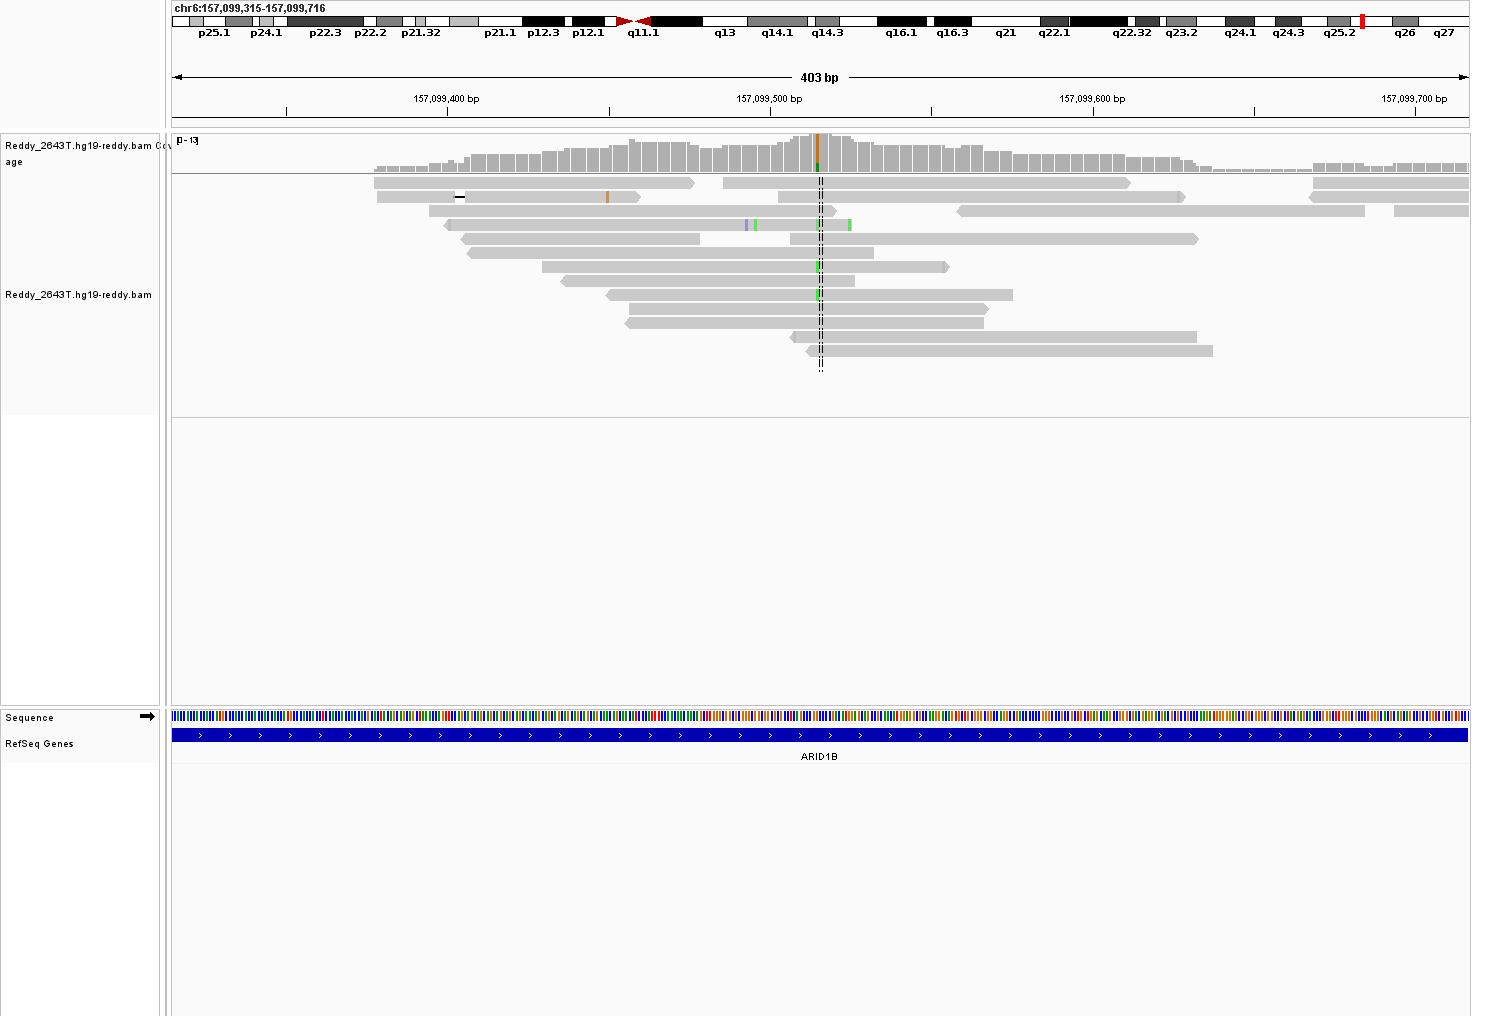 chr6:157,099,315-157,099,716
p25.1 p24.1 p22.3 p22.2 p21.32 p21.1 p12.3 p12.1 q11.1 q13 q14.1 q14.3 q16.1 q16.3 q21 q22.1 q22.32 q23.2 q24.1 q24.3 q25.2 q26 q27
403 bp
157,099,400 bp 157,099,500 bp 157,099,600 bp 157,099,700 bp
Reddy_2643T.hg19-reddy.bam Cov
age
[0 - 13]
Reddy_2643T.hg19-reddy.bam
Sequence
RefSeq Genes
ARID1B